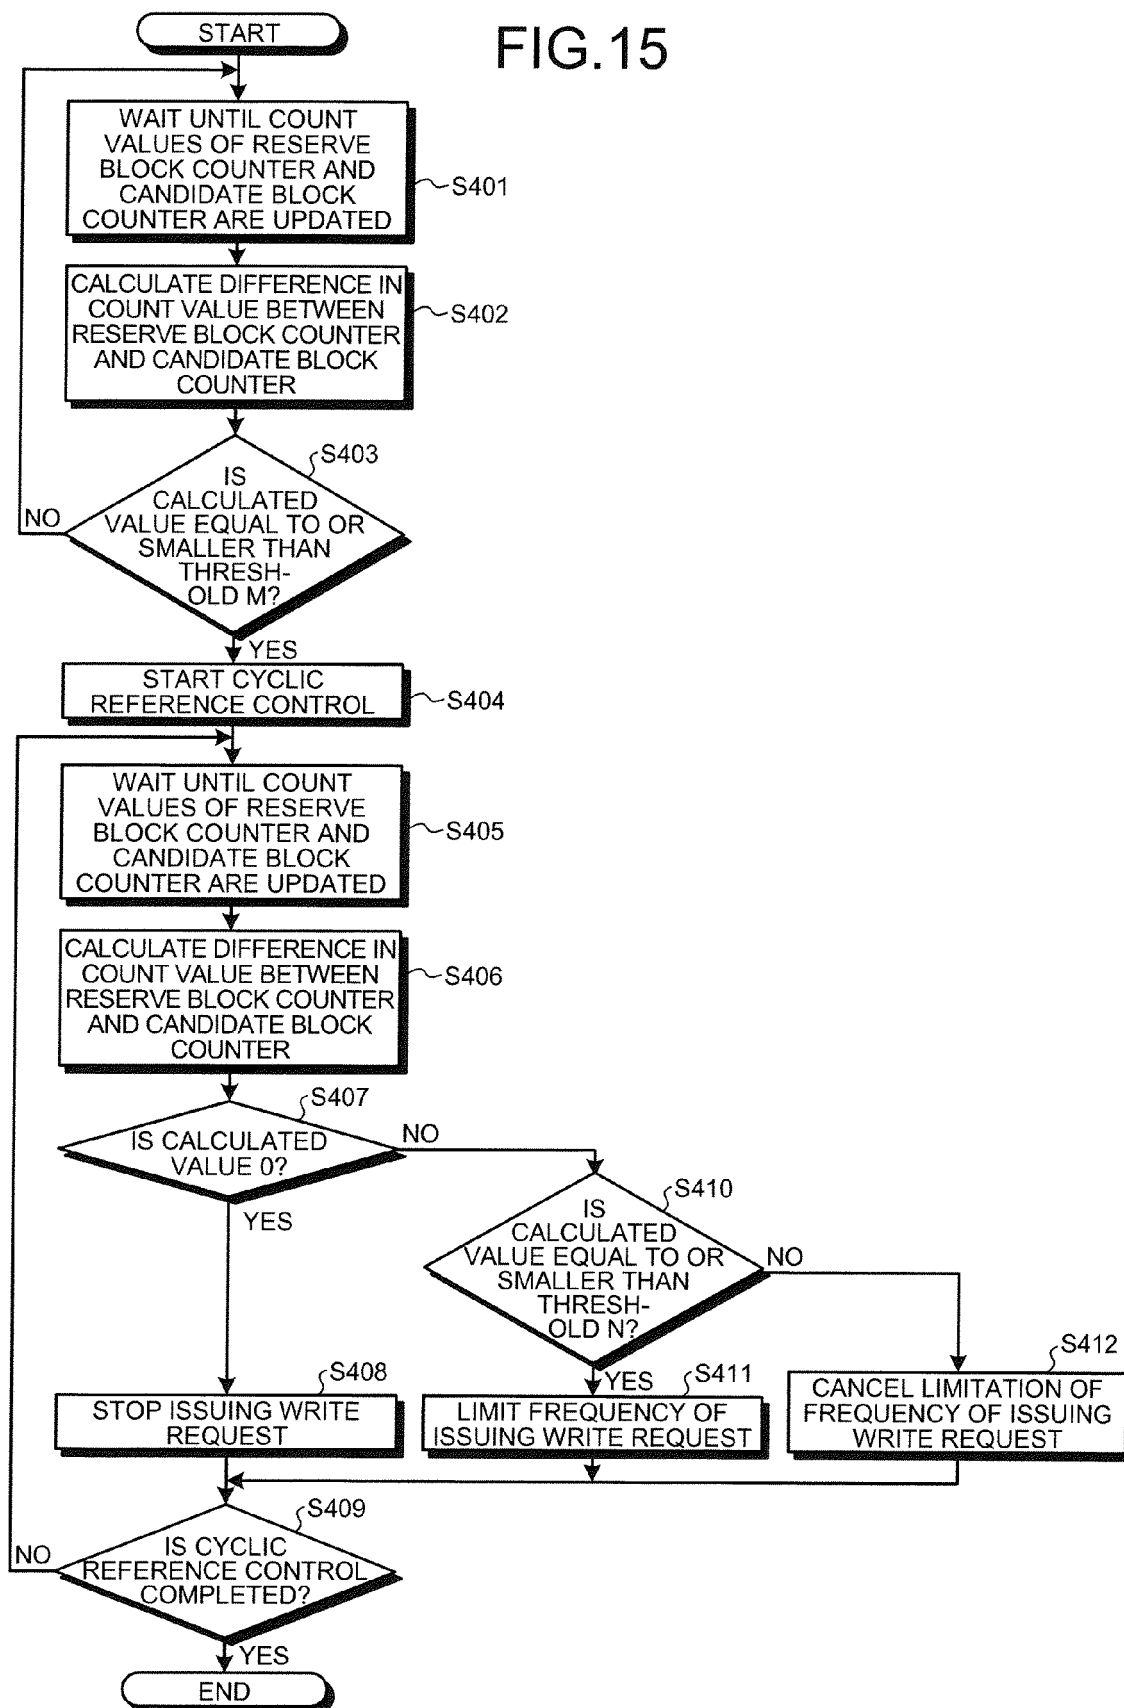 FIG.15
START
WAIT UNTIL COUNT
VALUES OF RESERVE
BLOCK COUNTER AND
CANDIDATE BLOCK
COUNTER ARE UPDATED
S401
CALCULATE DIFFERENCE IN
COUNT VALUE BETWEEN
RESERVE BLOCK COUNTER
AND CANDIDATE BLOCK
COUNTER
S402
S403
IS
CALCULATED
VALUE EQUAL TO OR
SMALLER THAN
THRESH-
OLD M?
NO
YES
START CYCLIC
REFERENCE CONTROL
S404
WAIT UNTIL COUNT
VALUES OF RESERVE
BLOCK COUNTER AND
CANDIDATE BLOCK
COUNTER ARE UPDATED
S405
CALCULATE DIFFERENCE IN
COUNT VALUE BETWEEN
RESERVE BLOCK COUNTER
AND CANDIDATE BLOCK
COUNTER
S406
S407
IS CALCULATED
VALUE 0?
NO
YES
S410
IS
CALCULATED
VALUE EQUAL TO OR
SMALLER THAN
THRESH-
OLD N?
NO
YES
S408
STOP ISSUING WRITE
REQUEST
S411
LIMIT FREQUENCY OF
ISSUING WRITE REQUEST
S412
CANCEL LIMITATION OF
FREQUENCY OF ISSUING
WRITE REQUEST
S409
IS CYCLIC
REFERENCE CONTROL
COMPLETED?
NO
YES
END